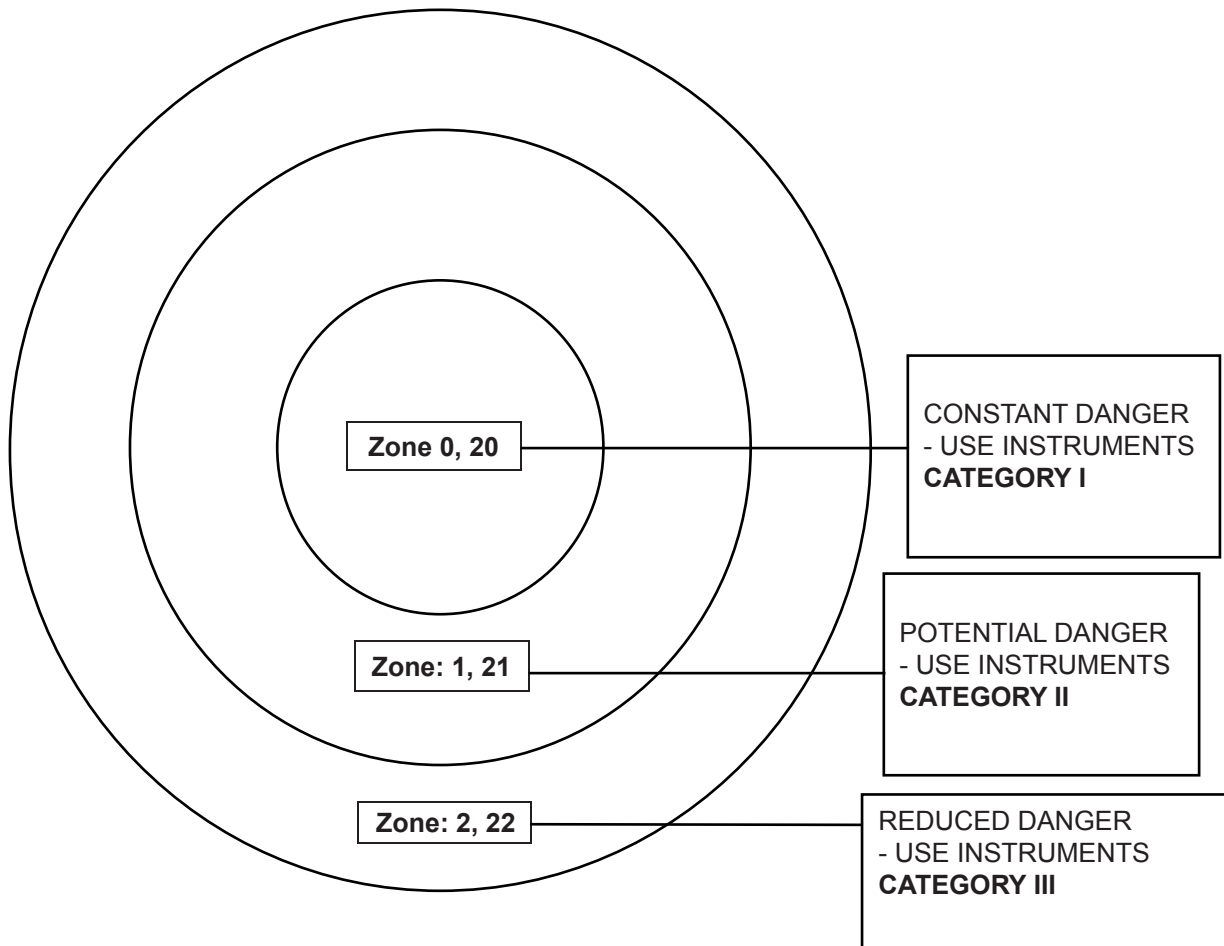 Zone 0, 20
CONSTANT DANGER
- USE INSTRUMENTS
CATEGORY I
Zone: 1, 21
POTENTIAL DANGER
- USE INSTRUMENTS
CATEGORY II
Zone: 2, 22
REDUCED DANGER
- USE INSTRUMENTS
CATEGORY III